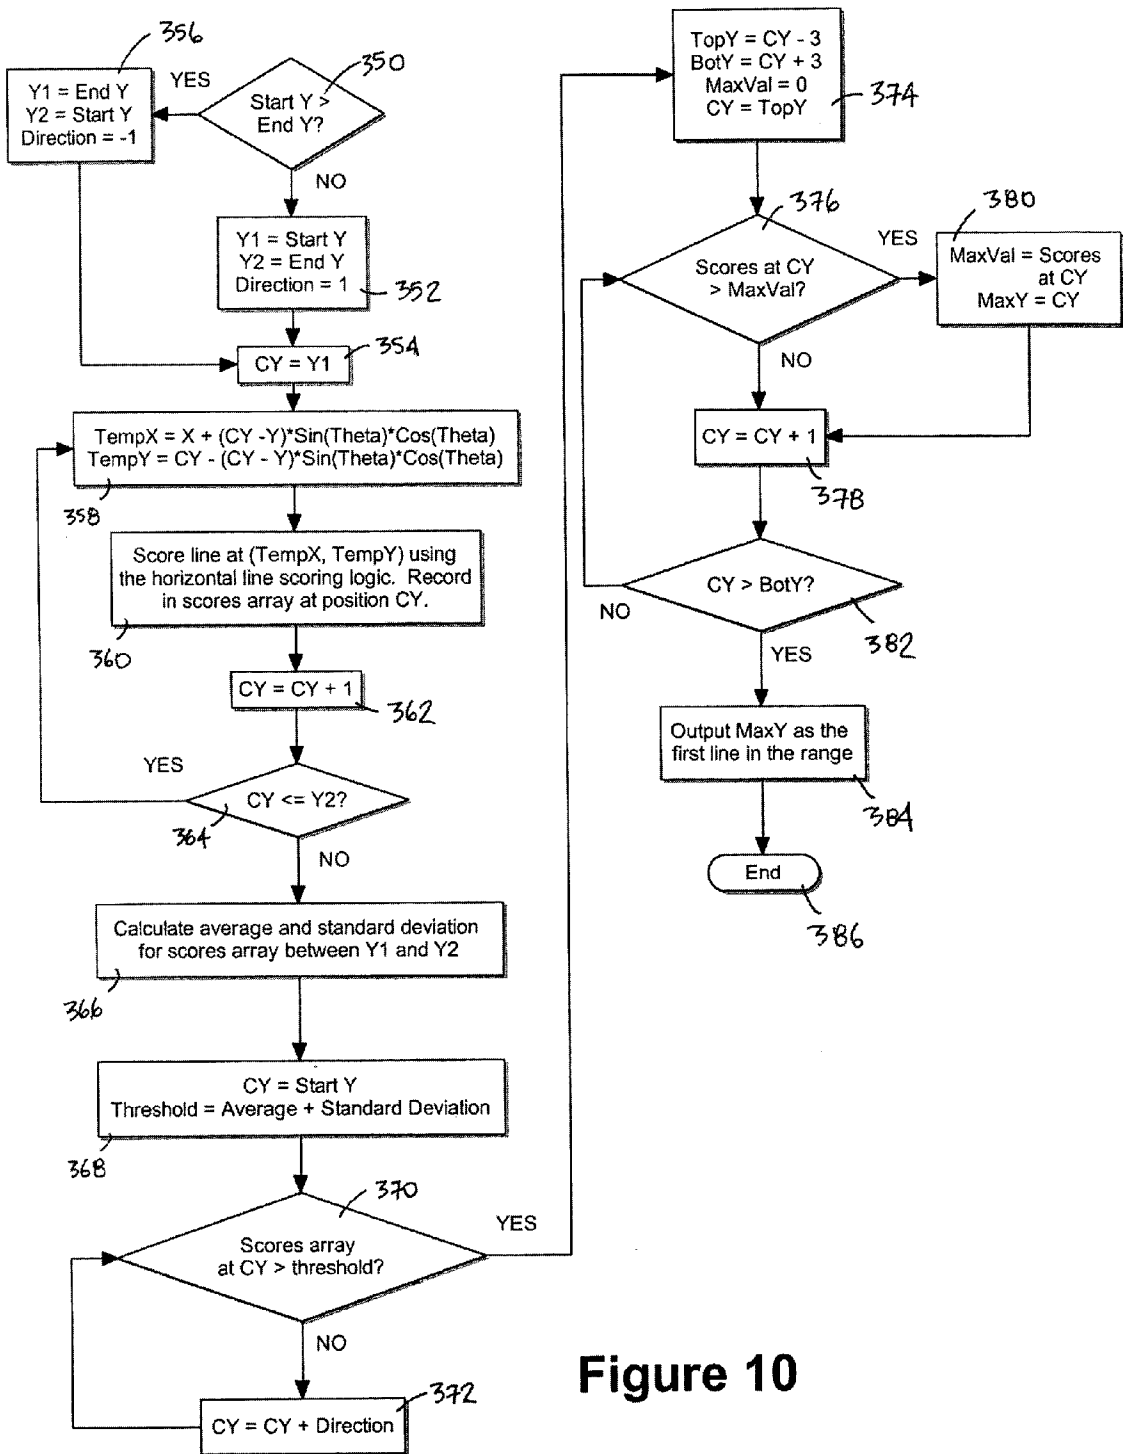 356
YES
Y1 = End Y
Y2 = Start Y
Direction = -1
350
Start Y >
End Y?
NO
Y1 = Start Y
Y2 = End Y
Direction = 1
352
CY = Y1
354
TempX = X + (CY -Y)*Sin(Theta)*Cos(Theta)
TempY = CY - (CY - Y)*Sin(Theta)*Cos(Theta)
358
Score line at (TempX, TempY) using
the horizontal line scoring logic. Record
in scores array at position CY.
360
CY = CY + 1
362
YES
CY <= Y2?
364
NO
Calculate average and standard deviation
for scores array between Y1 and Y2
366
CY = Start Y
Threshold = Average + Standard Deviation
368
370
YES
Scores array
at CY > threshold?
NO
372
CY = CY + Direction
TopY = CY - 3
BotY = CY + 3
MaxVal = 0
CY = TopY
374
376
YES
Scores at CY
> MaxVal?
380
MaxVal = Scores
at CY
MaxY = CY
NO
CY = CY + 1
378
CY > BotY?
NO
382
YES
Output MaxY as the
first line in the range
384
End
386
Figure 10